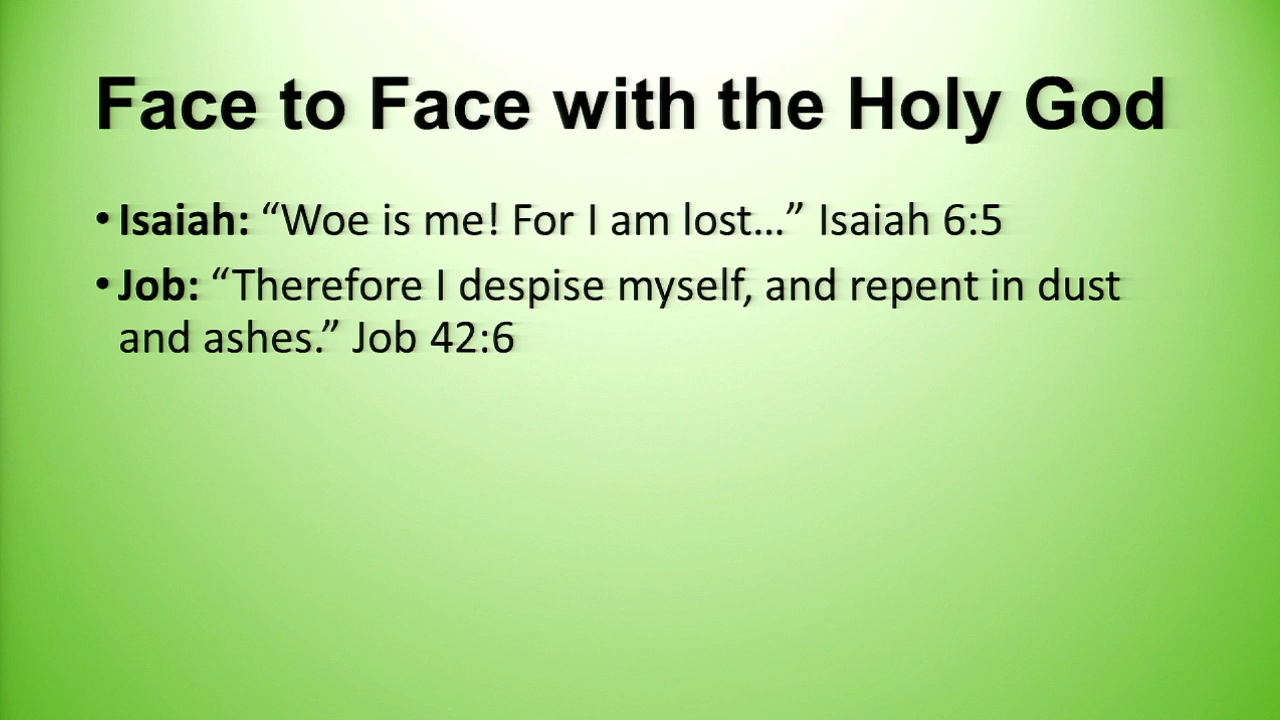 Face to Face with the Holy God
• Isaiah: “Woe is me! For I am lost…” Isaiah 6:5
• Job: “Therefore I despise myself, and repent in dust
and ashes.” Job 42:6